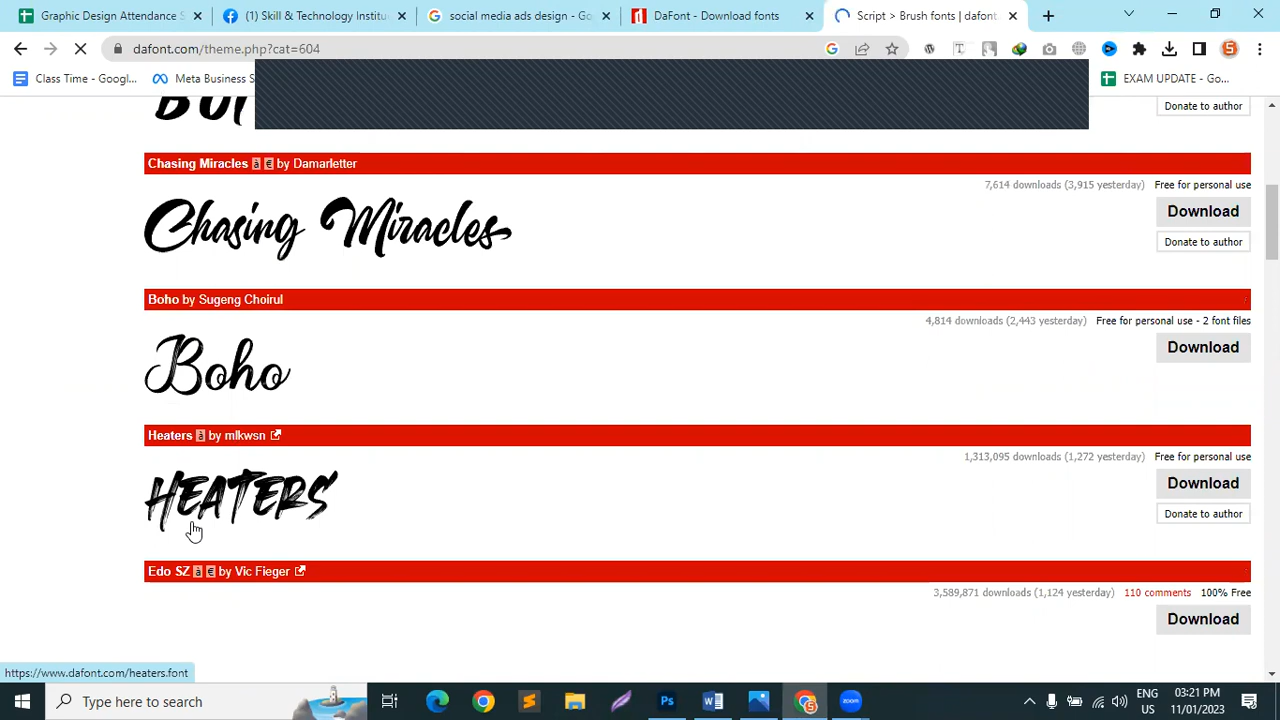 Graphic Design Attendance S
(1) Skill & Technology Institu
social media ads design - Go
DaFont - Download fonts
Script > Brush fonts | dafont
dafont.com/theme.php?cat=604
Class Time - Googl...
Meta Business S
EXAM UPDATE - Go...
Donate to author
Chasing Miracles à € by Damarletter
7,614 downloads (3,915 yesterday) Free for personal use
Chasing Miracles
Download
Donate to author
Boho by Sugeng Choirul
4,814 downloads (2,443 yesterday) Free for personal use - 2 font files
Boho
Download
Heaters à by mlkwsn
1,313,095 downloads (1,272 yesterday) Free for personal use
HEATERS
Download
Donate to author
Edo SZ à € by Vic Fieger
3,589,871 downloads (1,124 yesterday) 110 comments 100% Free
Download
https://www.dafont.com/heaters.font
Type here to search
Ps
zoom
ENG
US
03:21 PM
11/01/2023